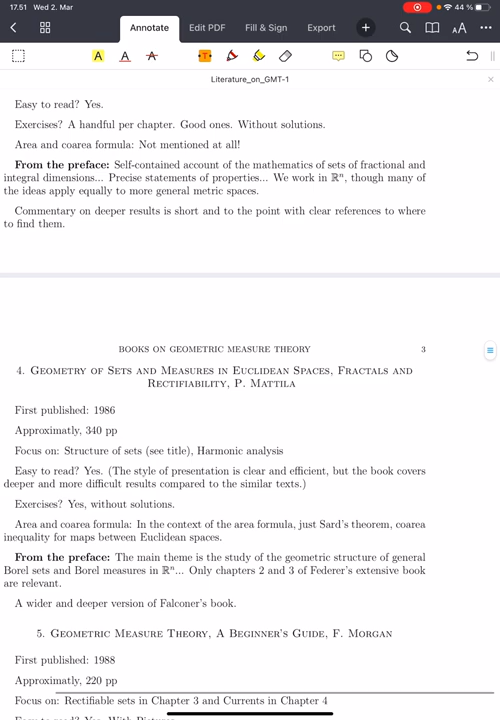 17.51 Wed 2. Mar
44 %
Annotate
Edit PDF
Fill & Sign
Export
AA
A
A
A
T
Literature_on_GMT-1
Easy to read? Yes.
Exercises? A handful per chapter. Good ones. Without solutions.
Area and coarea formula: Not mentioned at all!
From the preface: Self-contained account of the mathematics of sets of fractional and
integral dimensions... Precise statements of properties... We work in ℝⁿ, though many of
the ideas apply equally to more general metric spaces.
Commentary on deeper results is short and to the point with clear references to where
to find them.
BOOKS ON GEOMETRIC MEASURE THEORY 3
4. Geometry of Sets and Measures in Euclidean Spaces, Fractals and
Rectifiability, P. Mattila
First published: 1986
Approximatly, 340 pp
Focus on: Structure of sets (see title), Harmonic analysis
Easy to read? Yes. (The style of presentation is clear and efficient, but the book covers
deeper and more difficult results compared to the similar texts.)
Exercises? Yes, without solutions.
Area and coarea formula: In the context of the area formula, just Sard's theorem, coarea
inequality for maps between Euclidean spaces.
From the preface: The main theme is the study of the geometric structure of general
Borel sets and Borel measures in ℝⁿ... Only chapters 2 and 3 of Federer's extensive book
are relevant.
A wider and deeper version of Falconer's book.
5. Geometric Measure Theory, A Beginner's Guide, F. Morgan
First published: 1988
Approximatly, 220 pp
Focus on: Rectifiable sets in Chapter 3 and Currents in Chapter 4
Easy to read? Yes. With Pictures